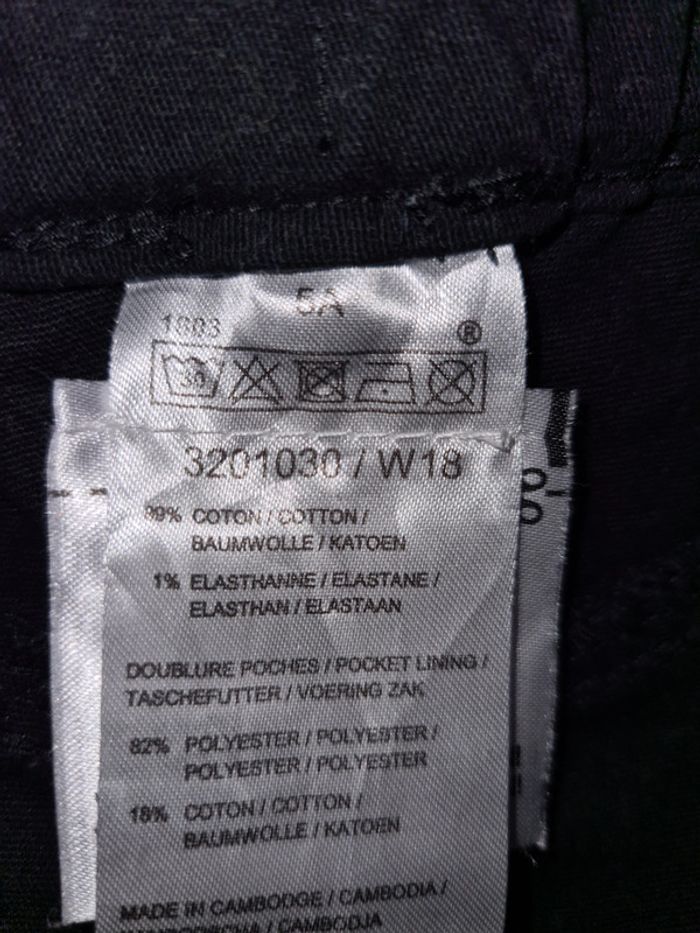 5A
1883
®
30
3201030 / W18
99% COTON / COTTON /
BAUMWOLLE / KATOEN
1% ELASTHANNE / ELASTANE /
ELASTHAN / ELASTAAN
DOUBLURE POCHES / POCKET LINING /
TASCHEFUTTER / VOERING ZAK
82% POLYESTER / POLYESTER /
POLYESTER / POLYESTER
18% COTON / COTTON /
BAUMWOLLE / KATOEN
MADE IN CAMBODGE / CAMBODIA /
CAMBODJA